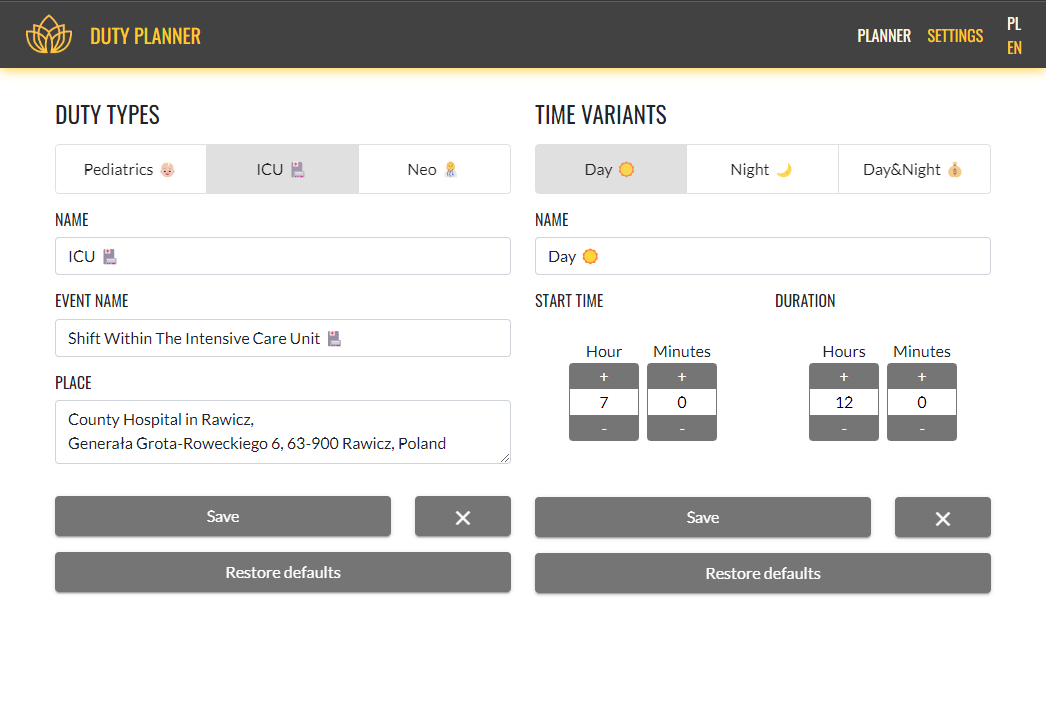 DUTY PLANNER
PLANNER
SETTINGS
PL
EN
DUTY TYPES
Pediatrics 👶
ICU 💾
Neo 🤱
NAME
ICU 💾
EVENT NAME
Shift Within The Intensive Care Unit 💾
PLACE
County Hospital in Rawicz,
Generała Grota-Roweckiego 6, 63-900 Rawicz, Poland
Save
✕
Restore defaults
TIME VARIANTS
Day ☀️
Night 🌙
Day&Night 💰
NAME
Day ☀️
START TIME
DURATION
Hour
Minutes
Hours
Minutes
+
+
+
+
7
0
12
0
-
-
-
-
Save
✕
Restore defaults